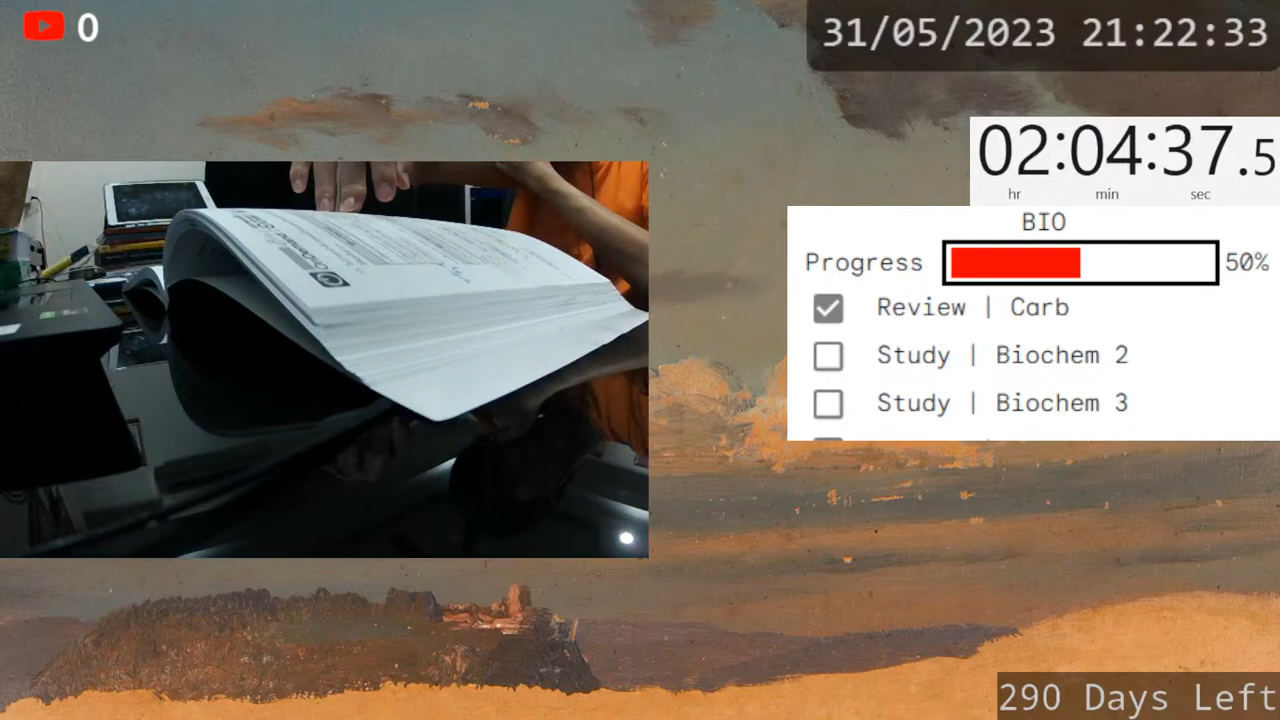 0
31/05/2023 21:22:33
02:04:37.5
hr min sec
BIO
Progress 50%
Review | Carb
Study | Biochem 2
Study | Biochem 3
290 Days Left